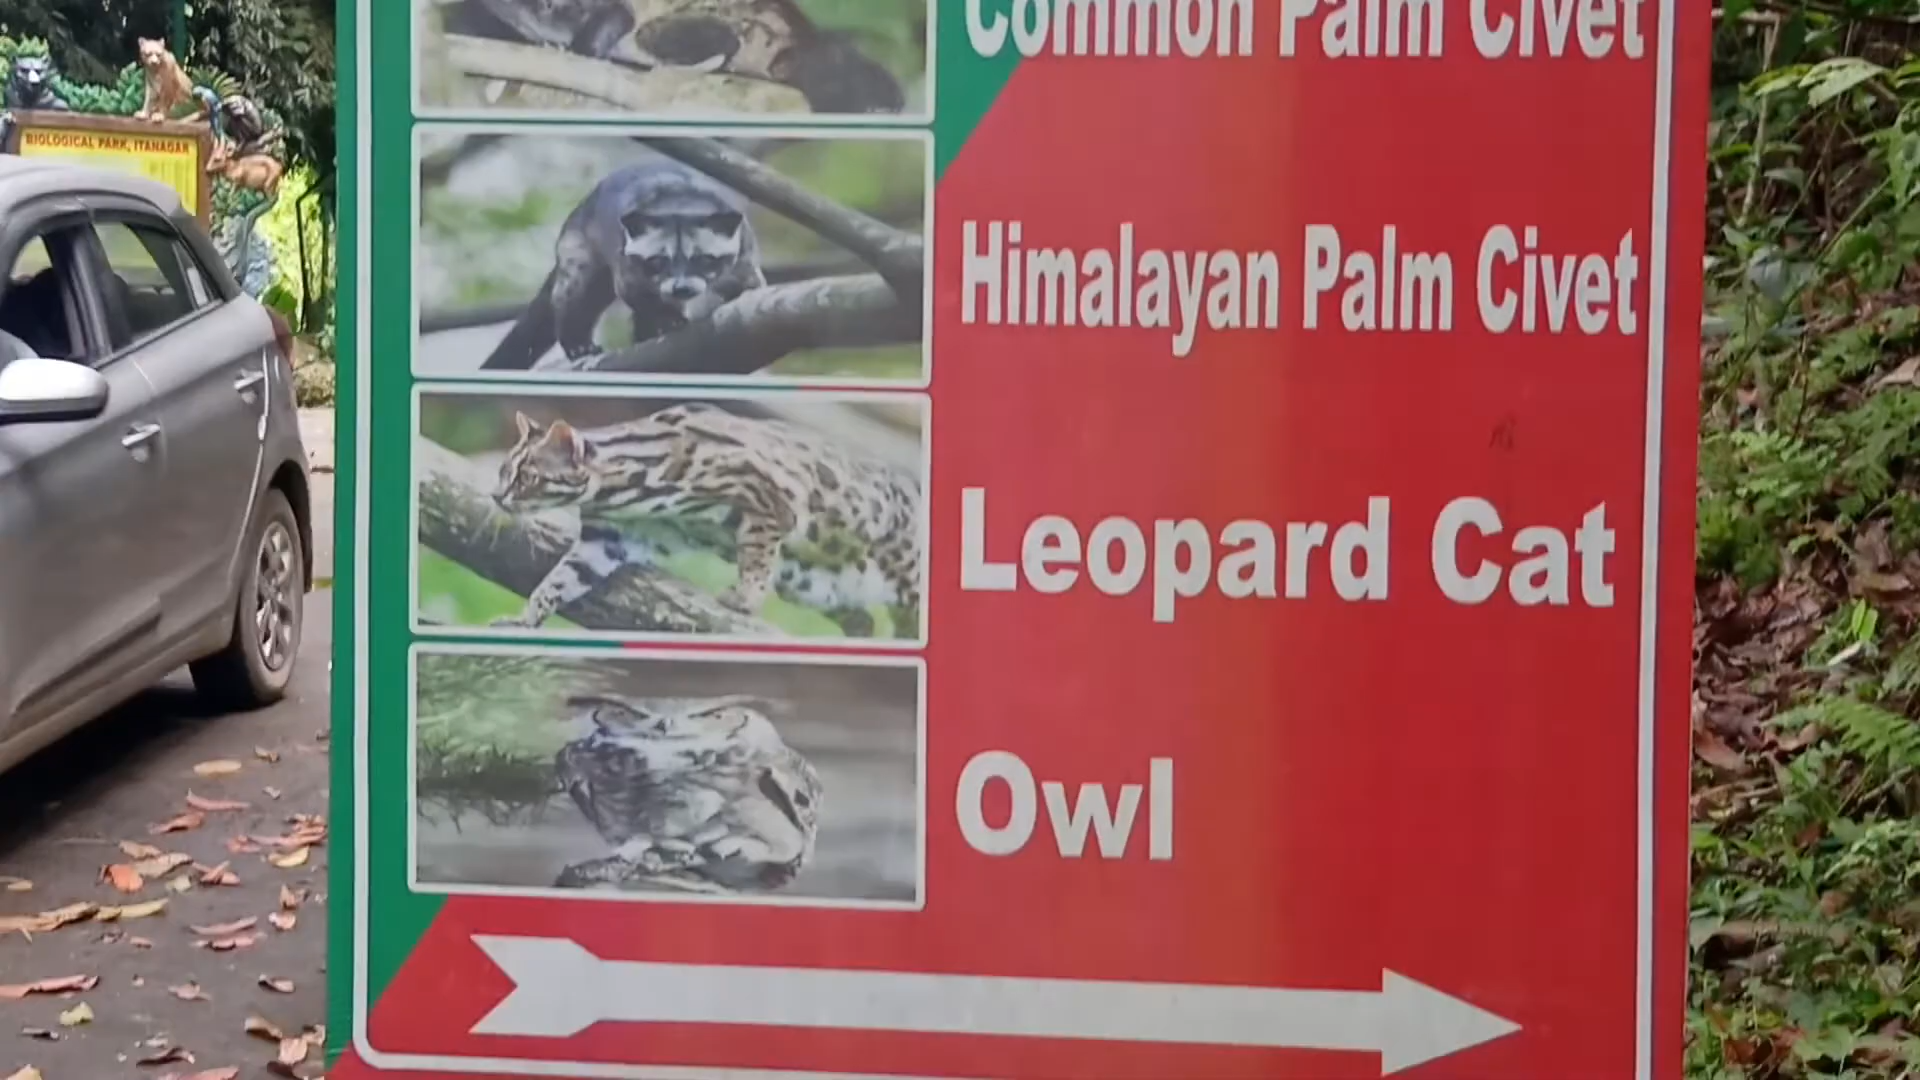 BIOLOGICAL PARK, ITANAGAR
Common Palm Civet
Himalayan Palm Civet
Leopard Cat
Owl